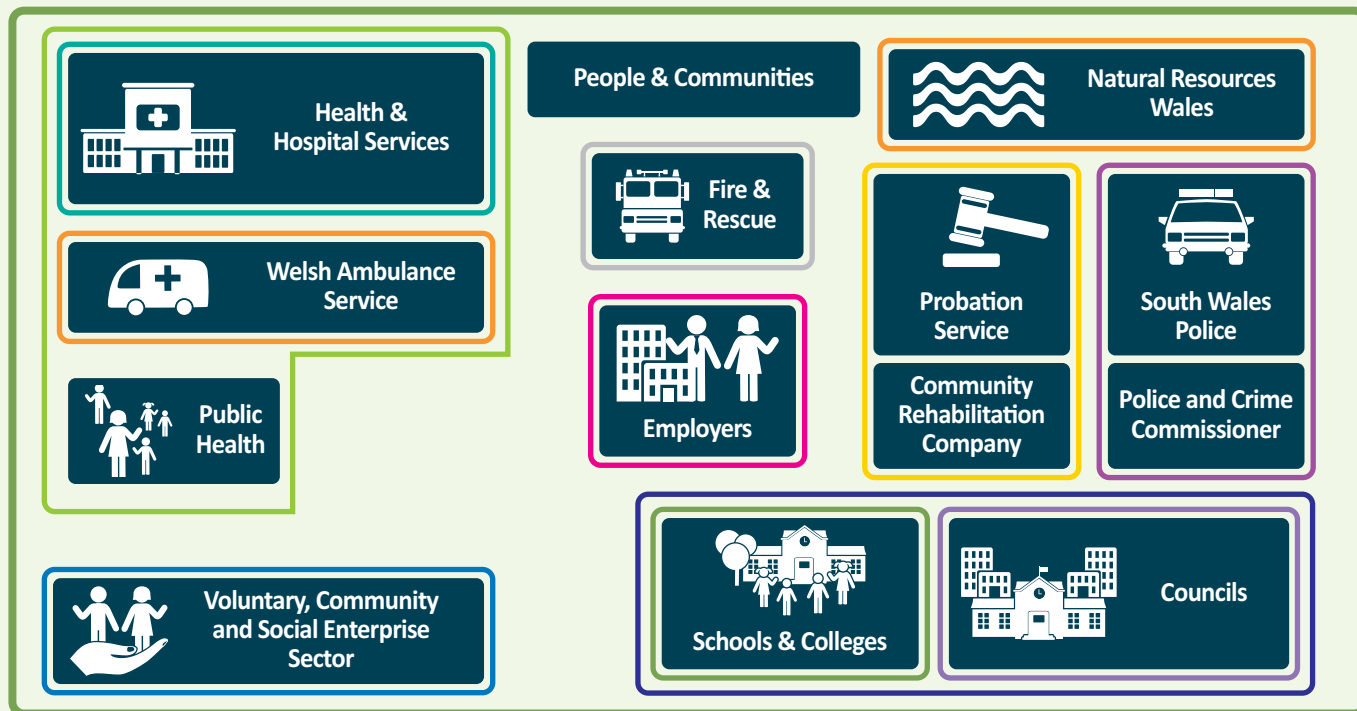 Health &
Hospital Services
People & Communities
Natural Resources
Wales
Fire &
Rescue
Welsh Ambulance
Service
Probation
Service
South Wales
Police
Public
Health
Employers
Community
Rehabilitation
Company
Police and Crime
Commissioner
Voluntary, Community
and Social Enterprise
Sector
Schools & Colleges
Councils